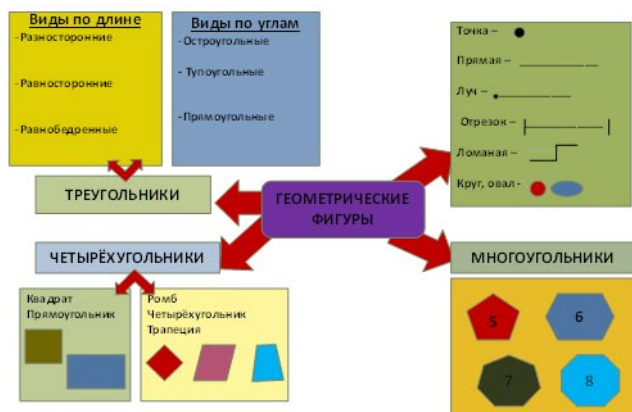 Виды по длине
-Разносторонние
-Равносторонние
-Равнобедренные
Виды по углам
-Остроугольные
- Тупоугольные
-Прямоугольные
Точка –
Прямая –
Луч –
Отрезок –
Ломаная –
Круг, овал -
ТРЕУГОЛЬНИКИ
ГЕОМЕТРИЧЕСКИЕ
ФИГУРЫ
ЧЕТЫРЁХУГОЛЬНИКИ
МНОГОУГОЛЬНИКИ
Квадрат
Прямоугольник
Ромб
Четырёхугольник
Трапеция
5
6
7
8